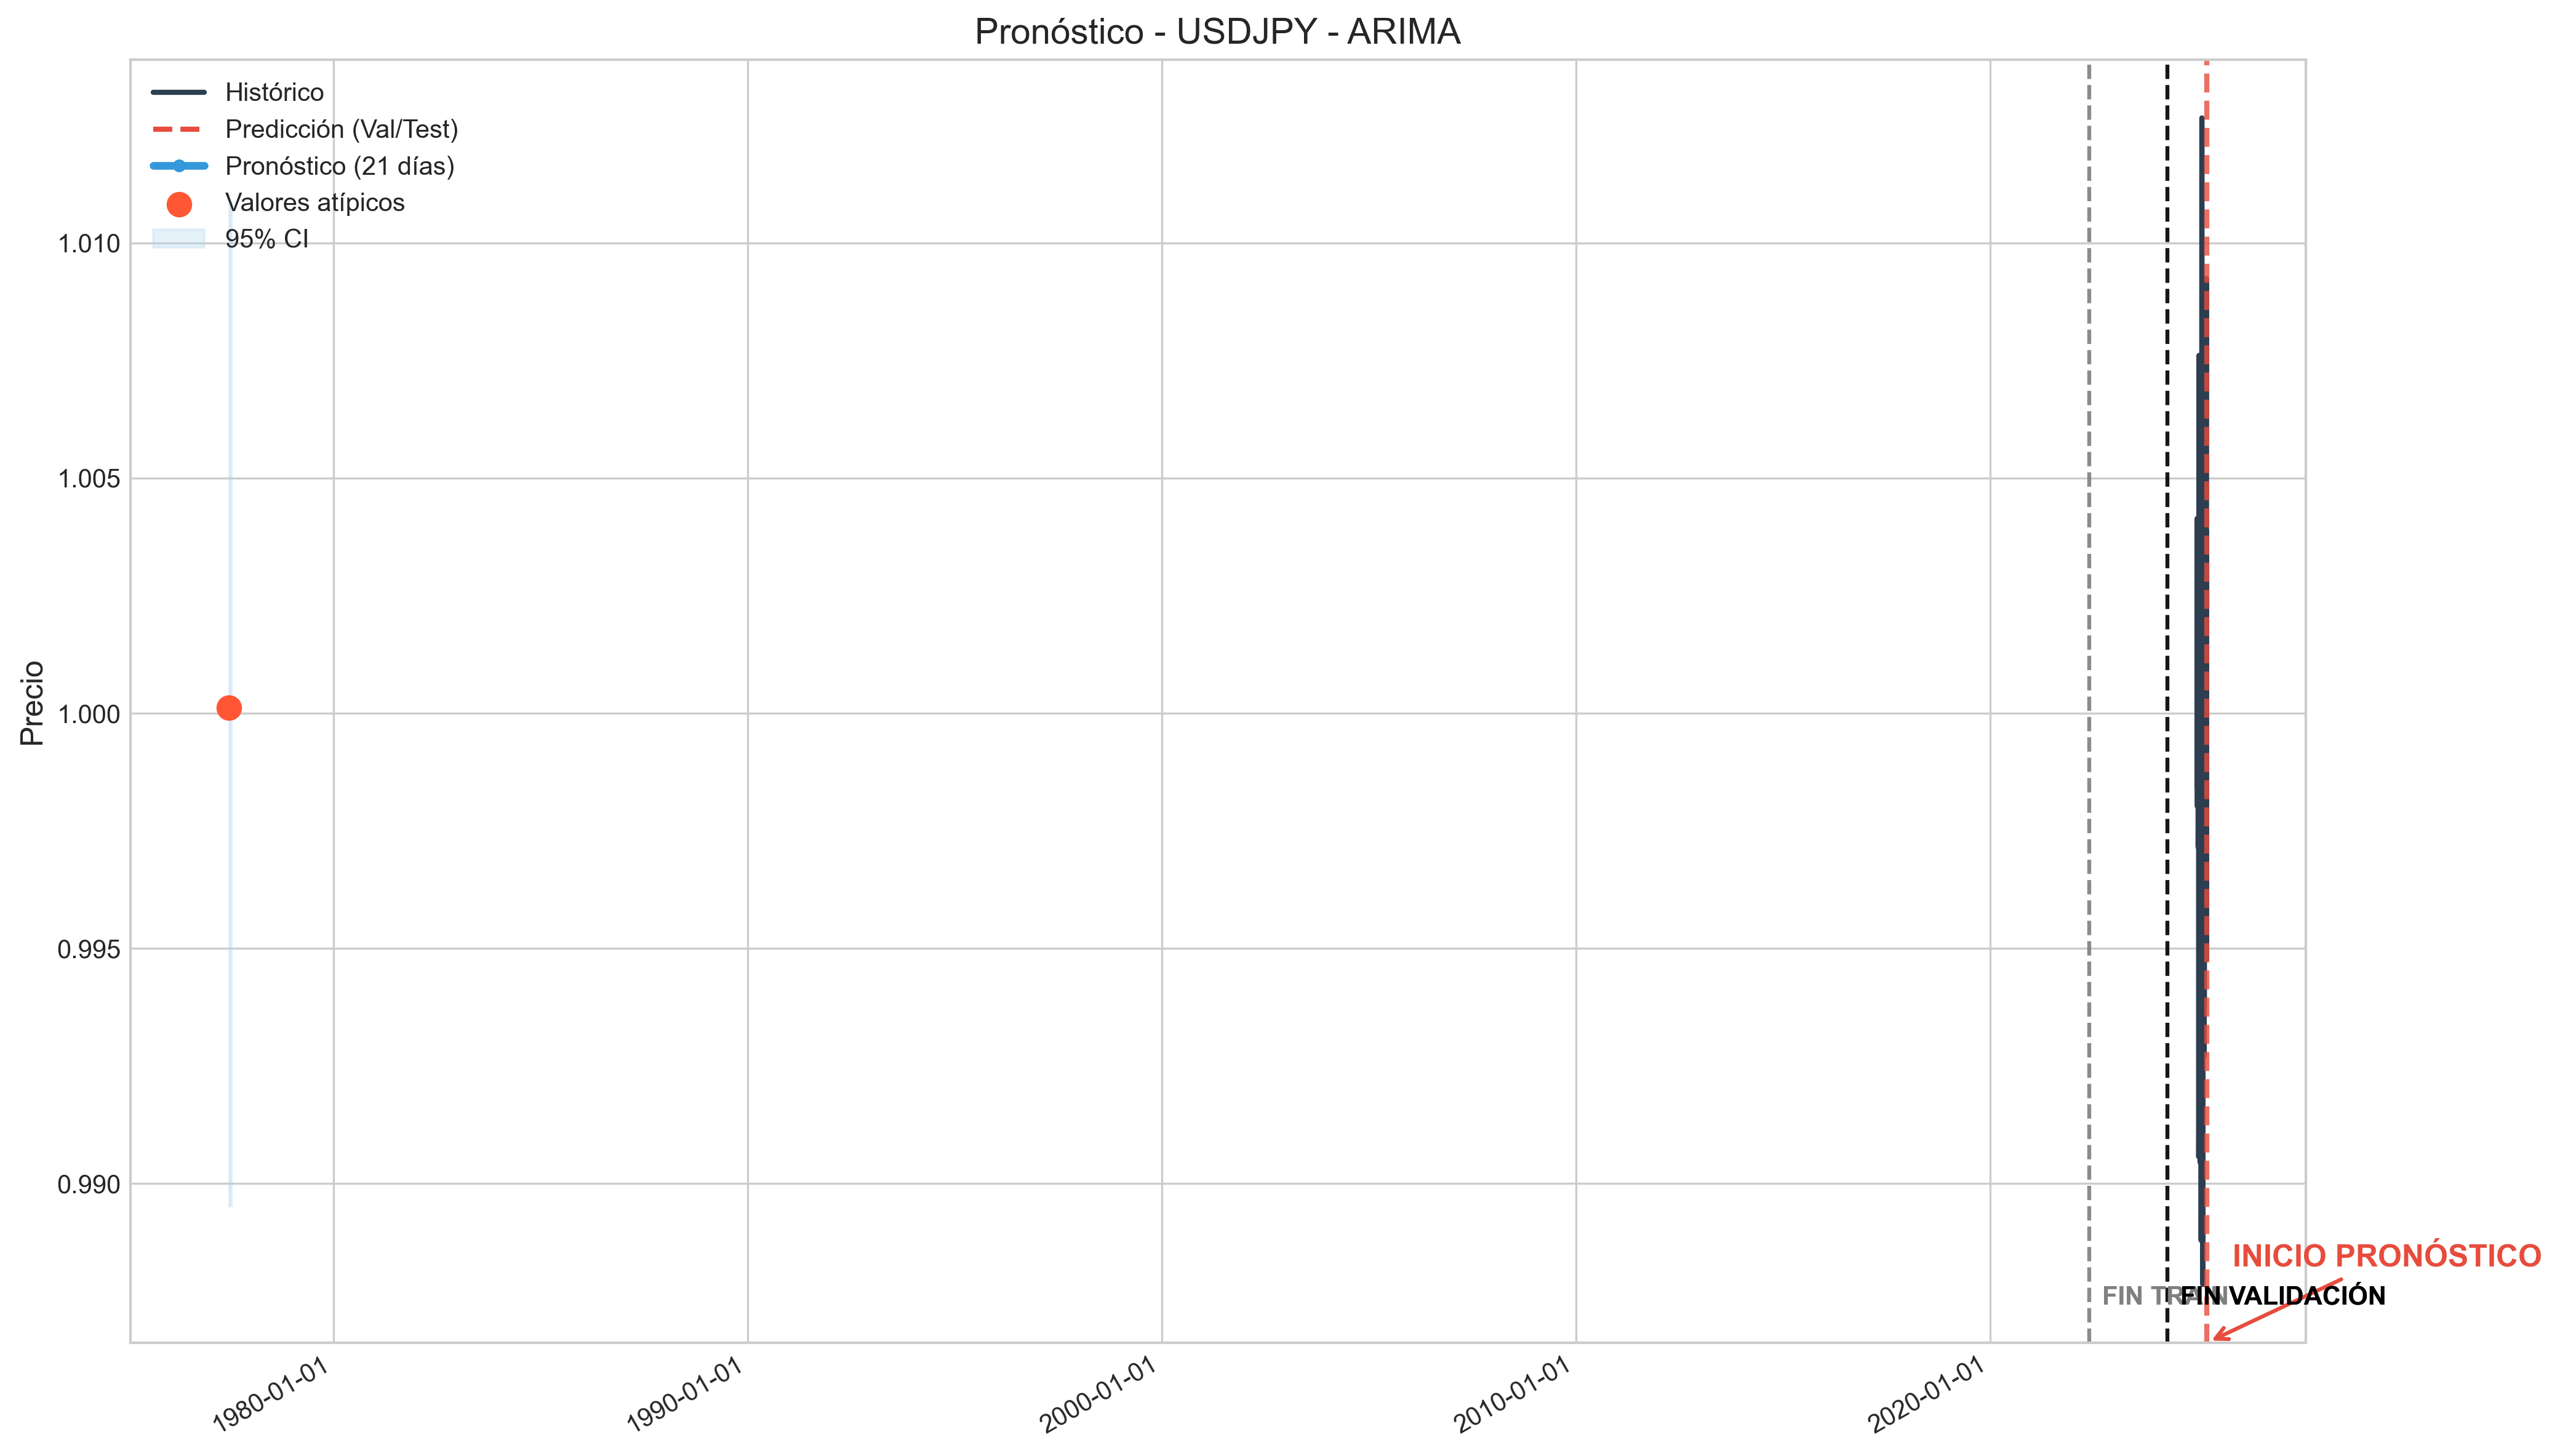 Pronóstico - USDJPY - ARIMA
Histórico
Predicción (Val/Test)
Pronóstico (21 días)
Valores atípicos
95% CI
1.010
1.005
1.000
0.995
0.990
Precio
INICIO PRONÓSTICO
FIN TRAIN
FIN VALIDACIÓN
1980-01-01
1990-01-01
2000-01-01
2010-01-01
2020-01-01